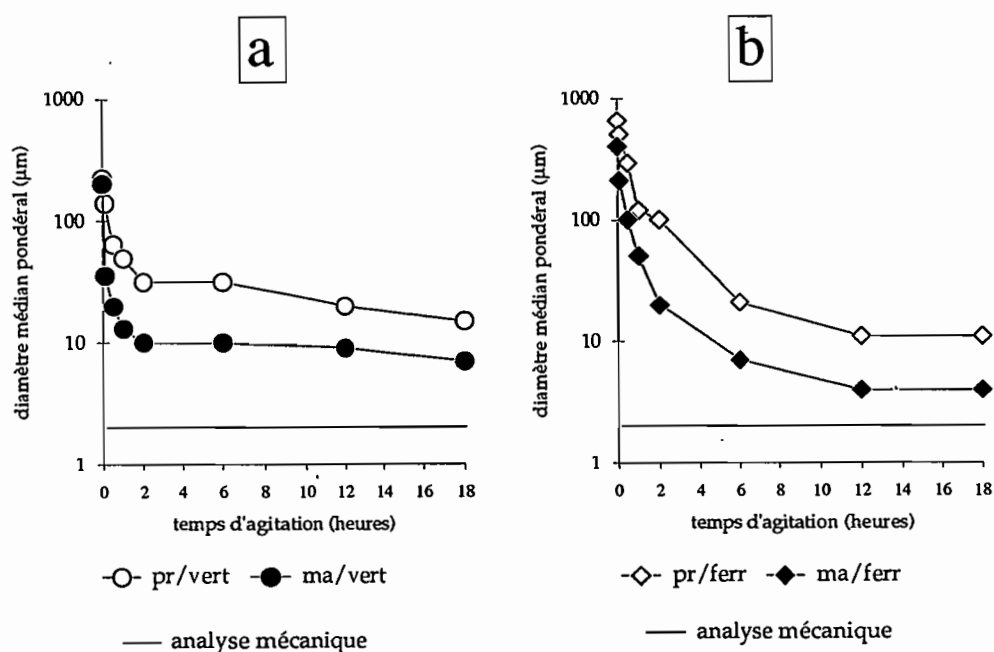 a
1000
100
10
1
diamètre médian pondéral (µm)
0 2 4 6 8 10 12 14 16 18
temps d'agitation (heures)
pr/vert ma/vert
analyse mécanique
b
1000
100
10
1
diamètre médian pondéral (µm)
0 2 4 6 8 10 12 14 16 18
temps d'agitation (heures)
pr/ferr ma/ferr
analyse mécanique